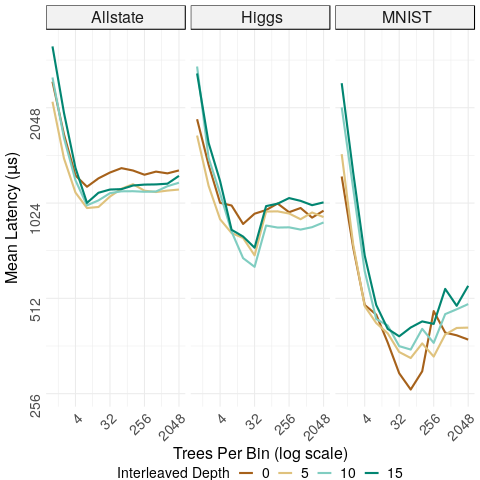 Allstate Higgs MNIST
Mean Latency (µs)
2048
1024
512
256
4 32 256 2048 4 32 256 2048 4 32 256 2048
Trees Per Bin (log scale)
Interleaved Depth 0 5 10 15